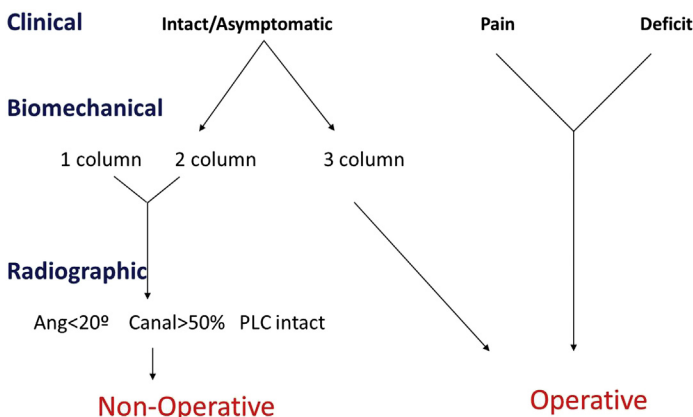 Clinical Intact/Asymptomatic Pain Deficit
Biomechanical
1 column 2 column 3 column
Radiographic
Ang<20º Canal>50% PLC intact
Non-Operative Operative